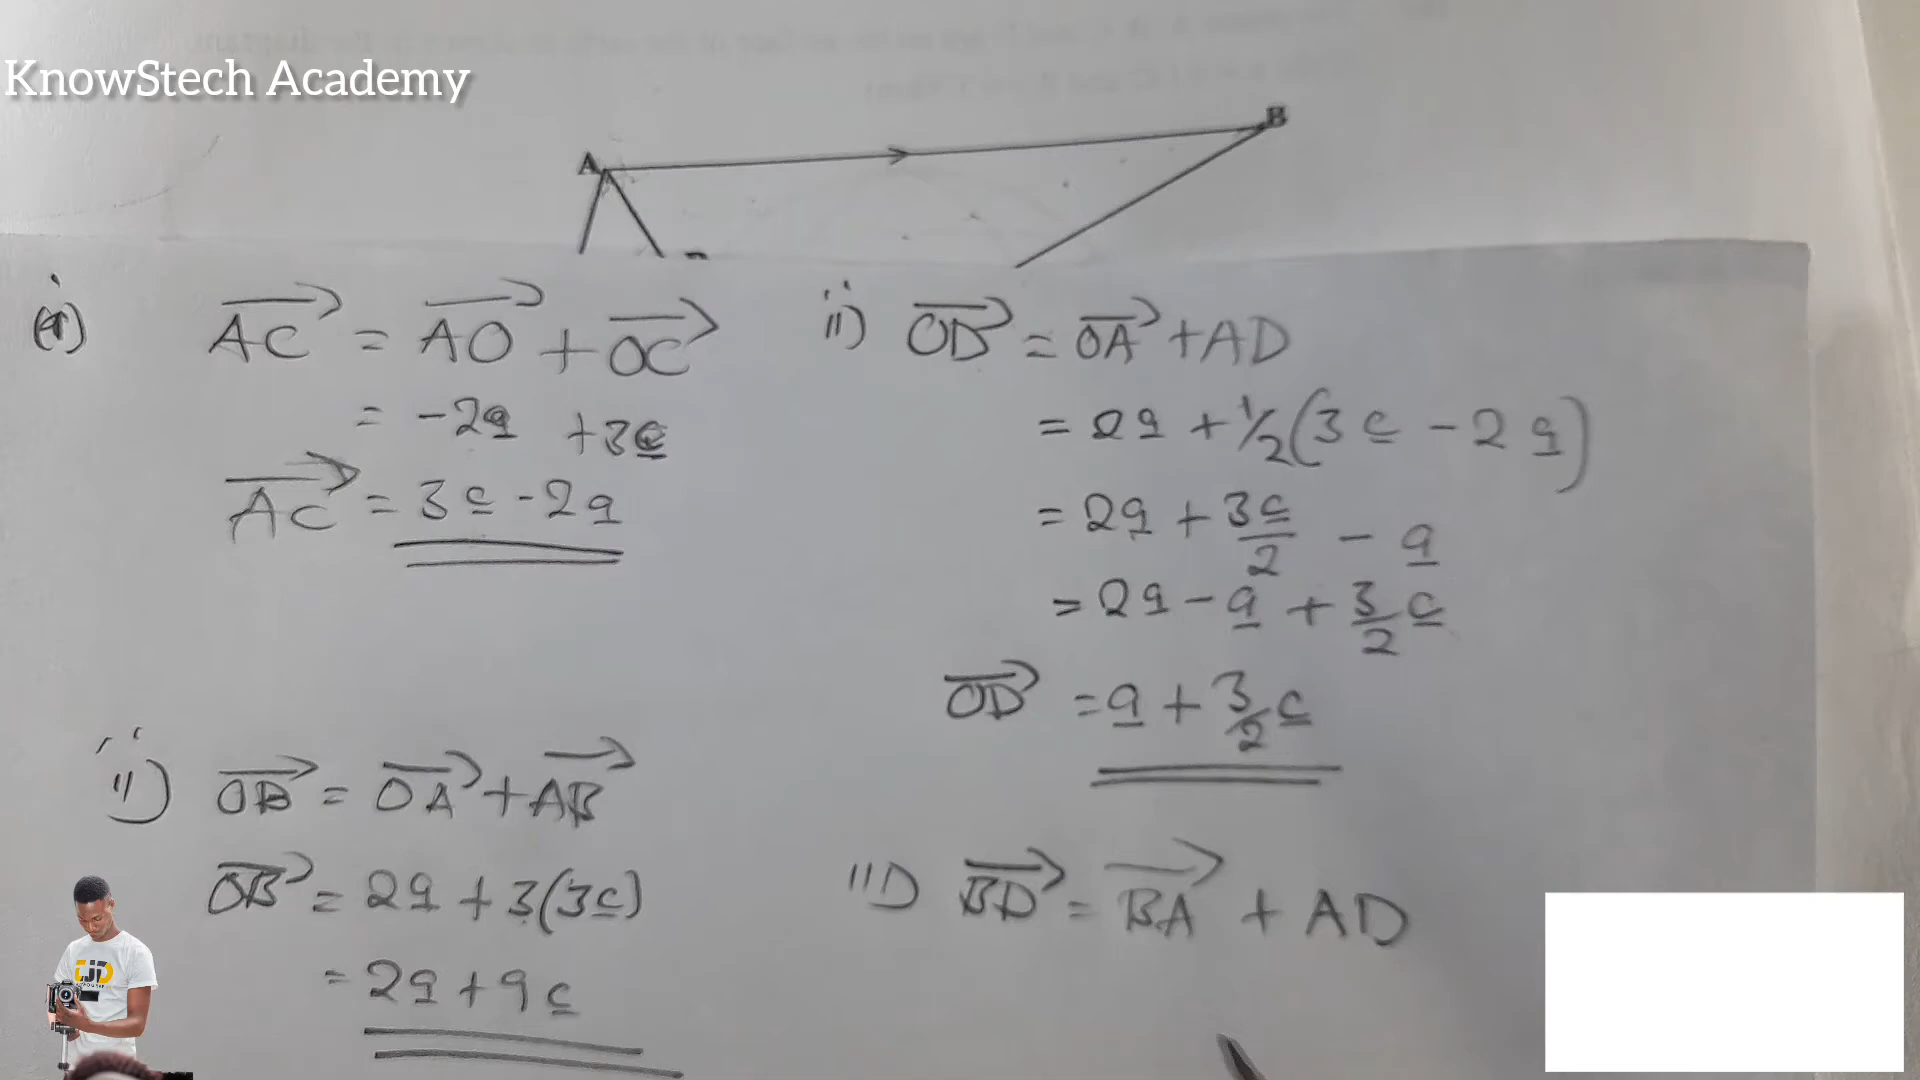 KnowStech Academy
A
B
(i) AC = AO + OC
= -2a + 3c
AC = 3c - 2a
ii) OB = OA + AB
OB = 2a + 3(3c)
= 2a + 9c
ii) OD = OA + AD
= 2a + 1/2(3c - 2a)
= 2a + 3c/2 - a
= 2a - a + 3/2 c
OD = a + 3/2 c
III) BD = BA + AD